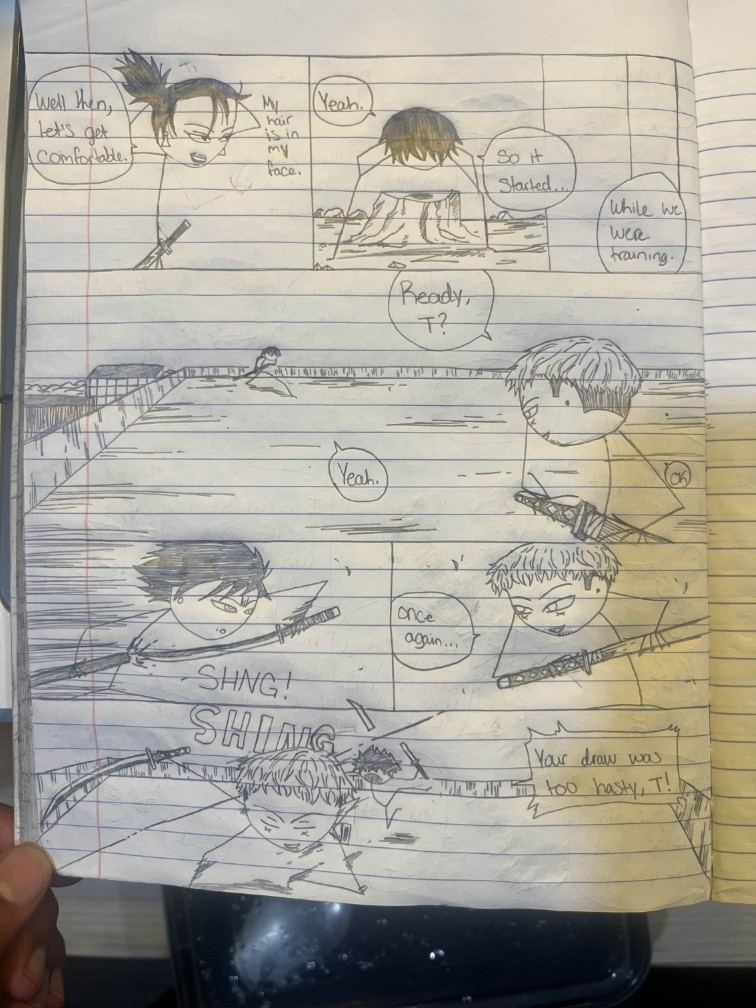 Well then,
let's get
comfortable.
My
hair
is in
my
face.
Yeah.
So it
started...
While we
were
training.
Ready,
T?
Yeah.
Ok
SHNG!
Once
again...
SHING
Your draw was
too hasty, T!